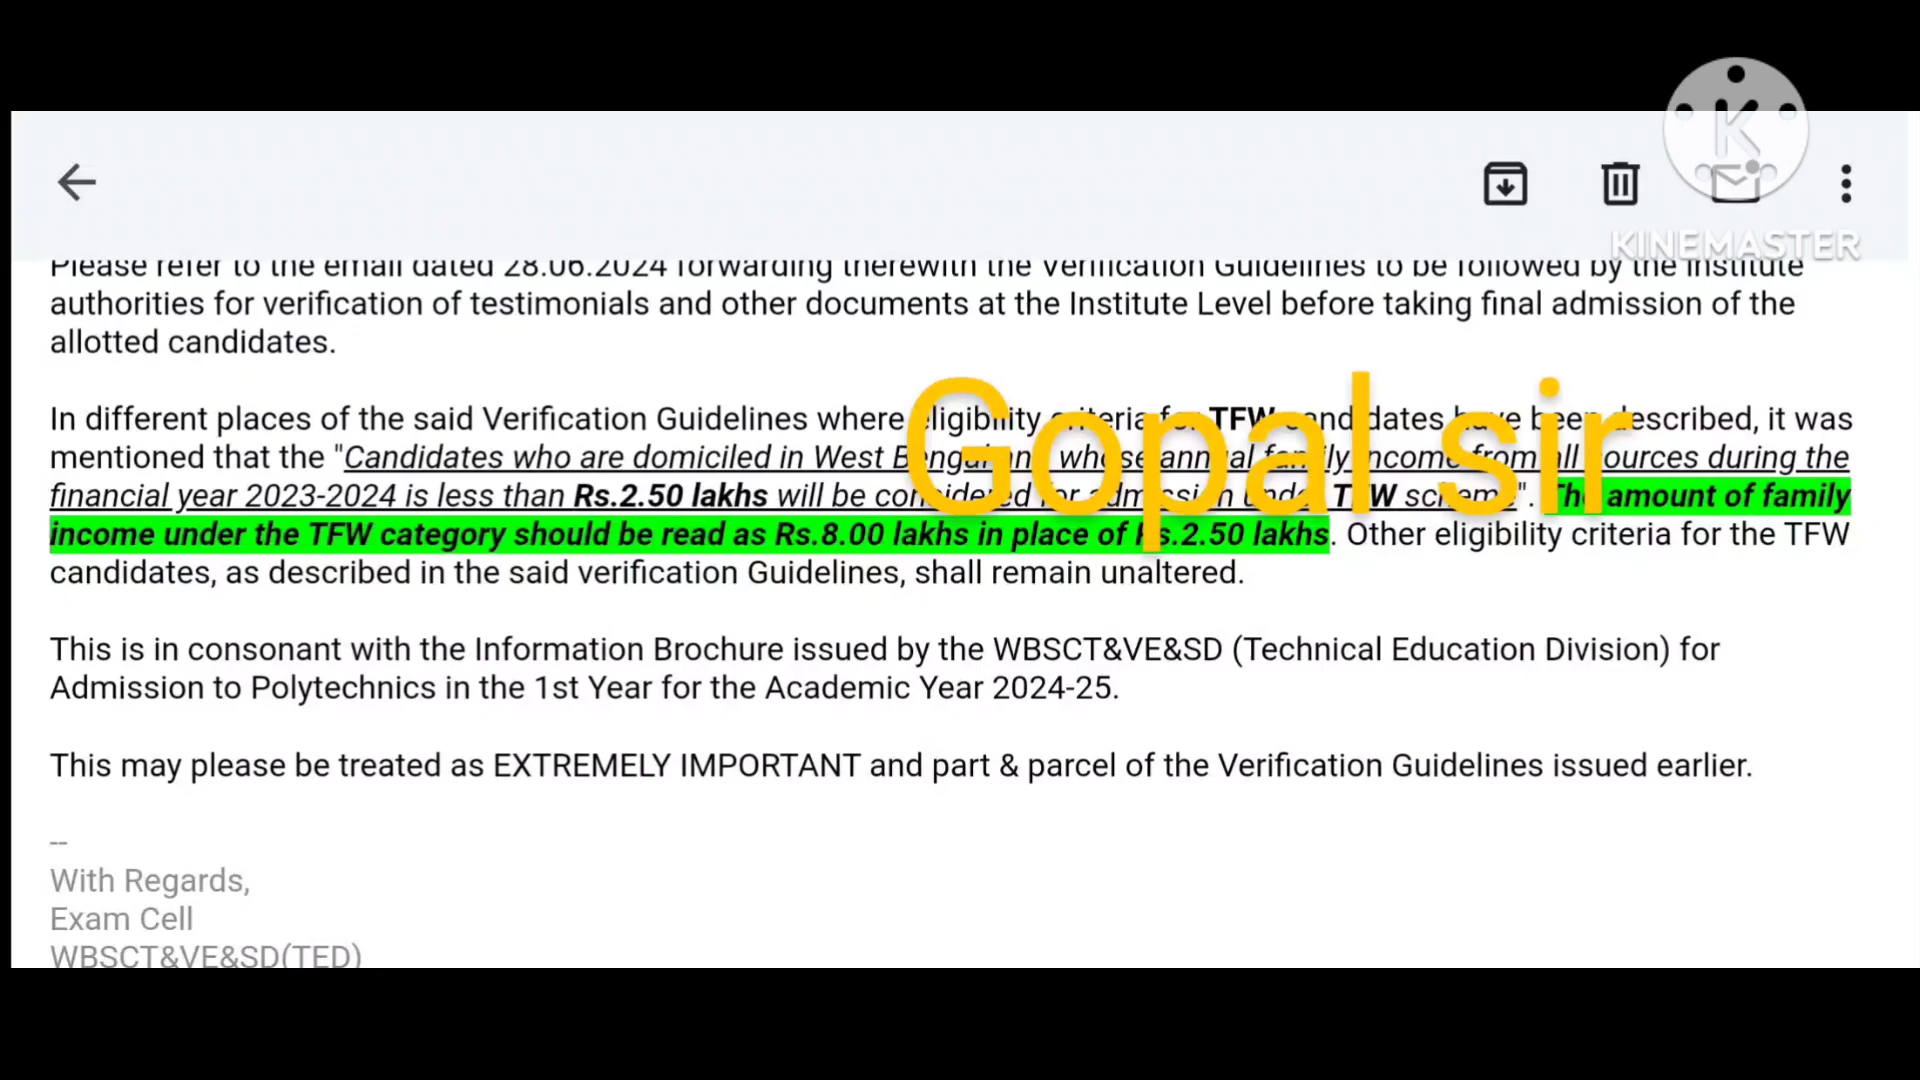 KINEMASTER
Please refer to the email dated 28.06.2024 forwarding therewith the Verification Guidelines to be followed by the Institute
authorities for verification of testimonials and other documents at the Institute Level before taking final admission of the
allotted candidates.
Gopal sir
In different places of the said Verification Guidelines where eligibility criteria for TFW candidates have been described, it was
mentioned that the "Candidates who are domiciled in West Bengal and whose annual family income from all sources during the
financial year 2023-2024 is less than Rs.2.50 lakhs will be considered for admission under TFW scheme". The amount of family
income under the TFW category should be read as Rs.8.00 lakhs in place of Rs.2.50 lakhs. Other eligibility criteria for the TFW
candidates, as described in the said verification Guidelines, shall remain unaltered.
This is in consonant with the Information Brochure issued by the WBSCT&VE&SD (Technical Education Division) for
Admission to Polytechnics in the 1st Year for the Academic Year 2024-25.
This may please be treated as EXTREMELY IMPORTANT and part & parcel of the Verification Guidelines issued earlier.
--
With Regards,
Exam Cell
WBSCT&VE&SD(TED)